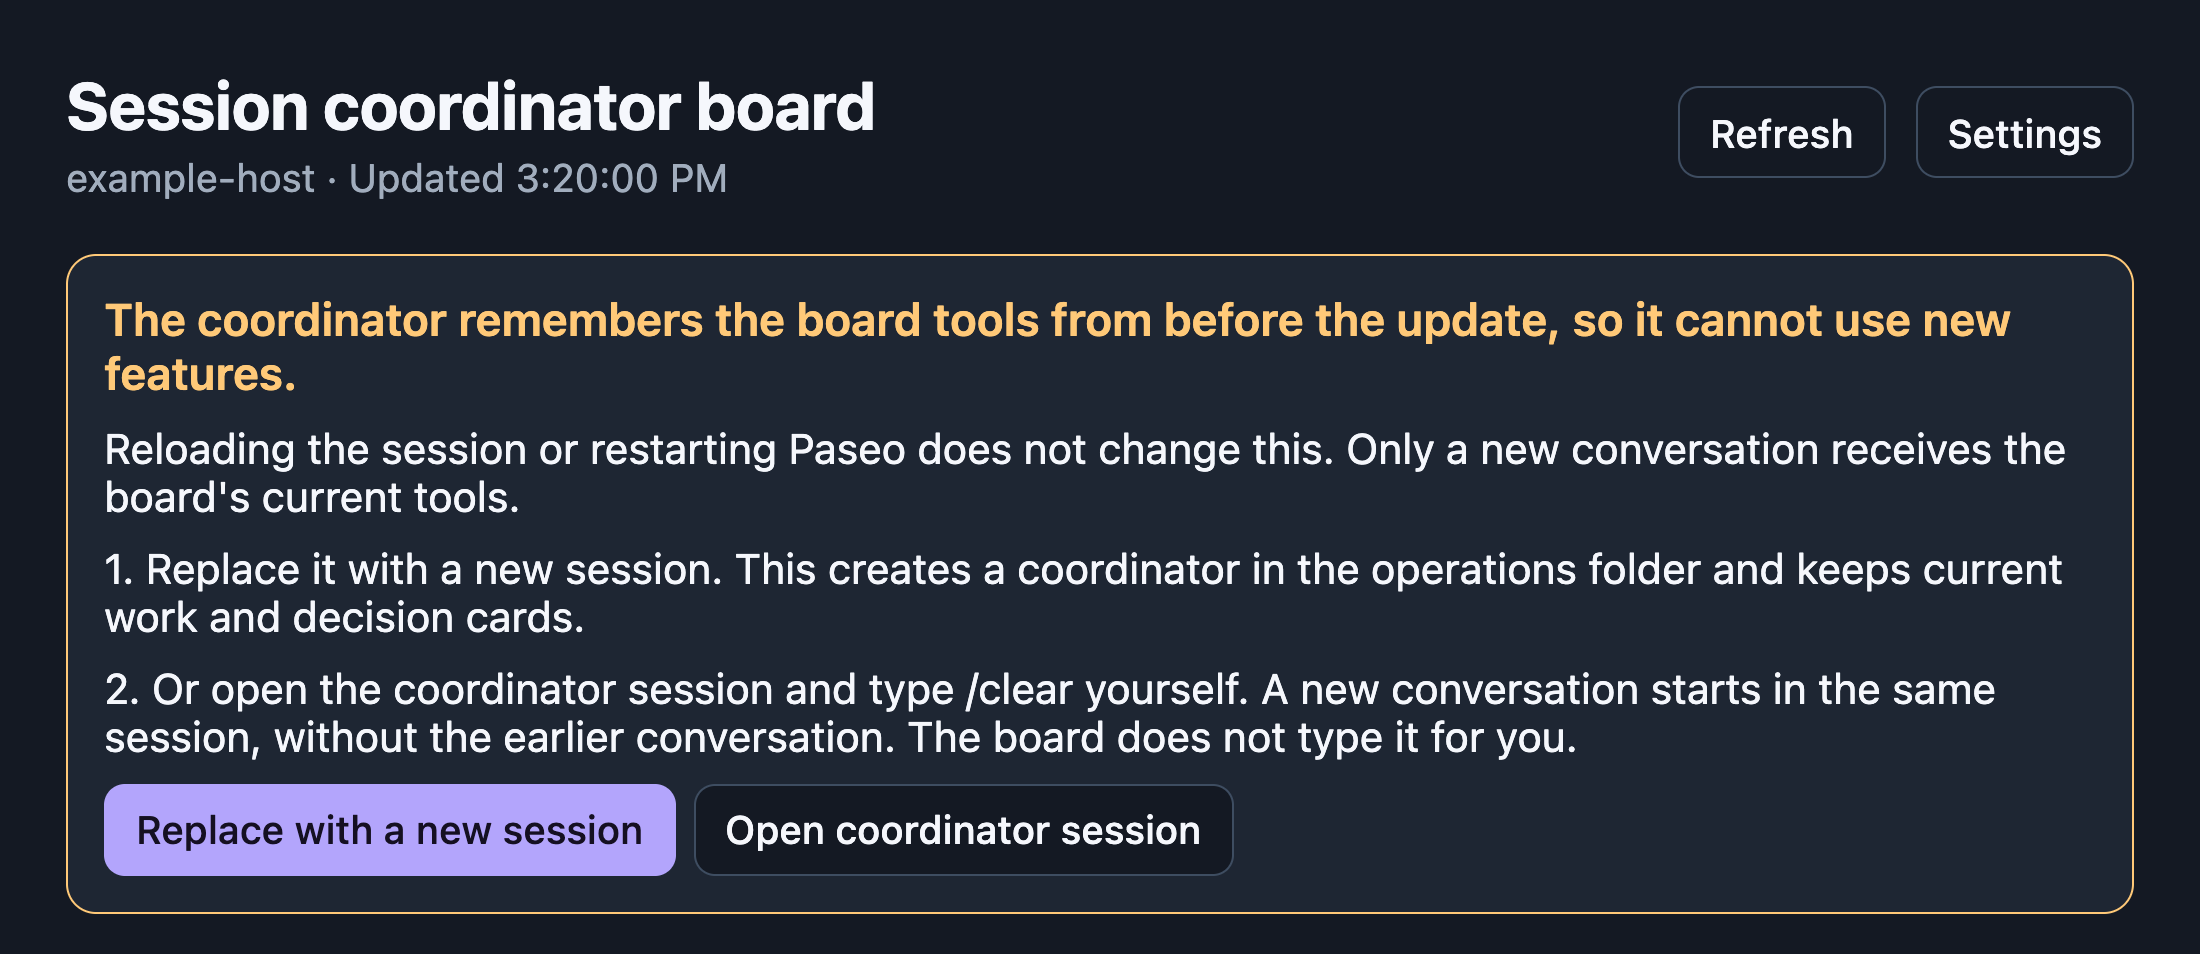 Session coordinator board
example-host · Updated 3:20:00 PM
Refresh
Settings
The coordinator remembers the board tools from before the update, so it cannot use new
features.
Reloading the session or restarting Paseo does not change this. Only a new conversation receives the
board's current tools.
1. Replace it with a new session. This creates a coordinator in the operations folder and keeps current
work and decision cards.
2. Or open the coordinator session and type /clear yourself. A new conversation starts in the same
session, without the earlier conversation. The board does not type it for you.
Replace with a new session
Open coordinator session